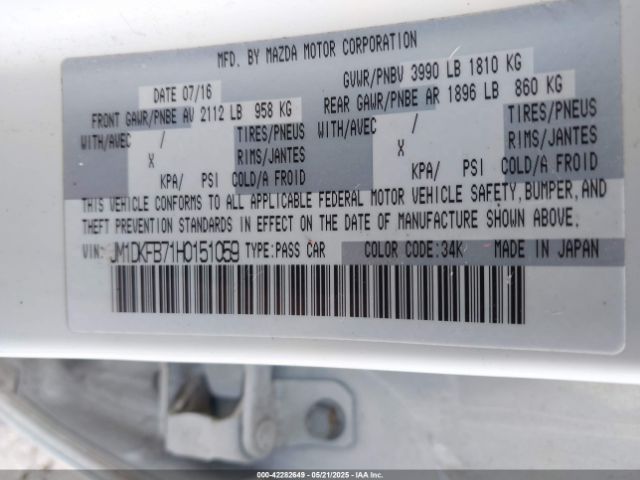 MFD. BY MAZDA MOTOR CORPORATION
DATE 07/16 GVWR/PNBV 3990 LB 1810 KG
FRONT GAWR/PNBE AV 2112 LB 958 KG REAR GAWR/PNBE AR 1896 LB 860 KG
WITH/AVEC / TIRES/PNEUS WITH/AVEC / TIRES/PNEUS
X RIMS/JANTES X RIMS/JANTES
KPA/ PSI COLD/A FROID KPA/ PSI COLD/A FROID
THIS VEHICLE CONFORMS TO ALL APPLICABLE FEDERAL MOTOR VEHICLE SAFETY, BUMPER, AND
THEFT PREVENTION STANDARDS IN EFFECT ON THE DATE OF MANUFACTURE SHOWN ABOVE.
VIN: JM1DKFB71H0151059 TYPE:PASS CAR COLOR CODE:34K MADE IN JAPAN
000-42282649 - 05/21/2025 - IAA Inc.